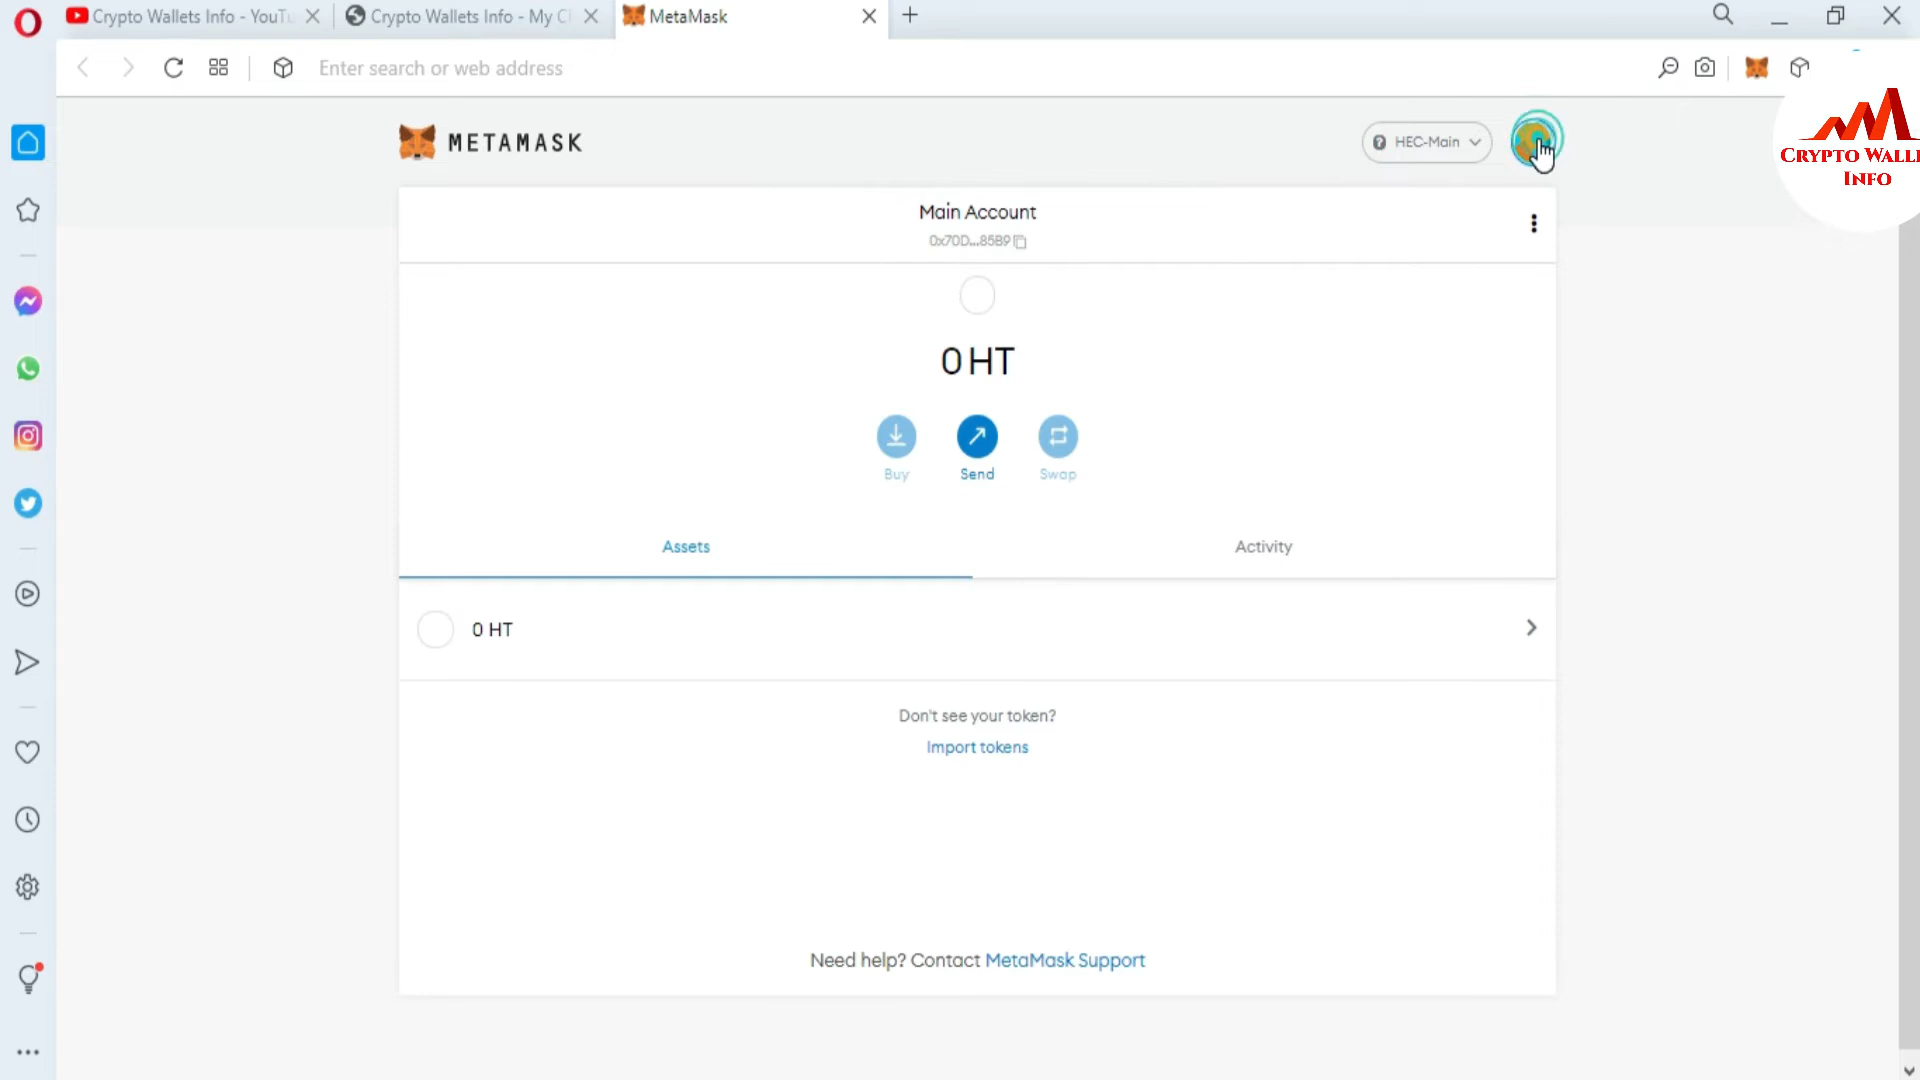 Crypto Wallets Info - YouTu
Crypto Wallets Info - My C
MetaMask
Enter search or web address
METAMASK
HEC-Main
CRYPTO WALLE
INFO
Main Account
0x70D...85B9
0 HT
Buy
Send
Swap
Assets
Activity
0 HT
Don't see your token?
Import tokens
Need help? Contact MetaMask Support